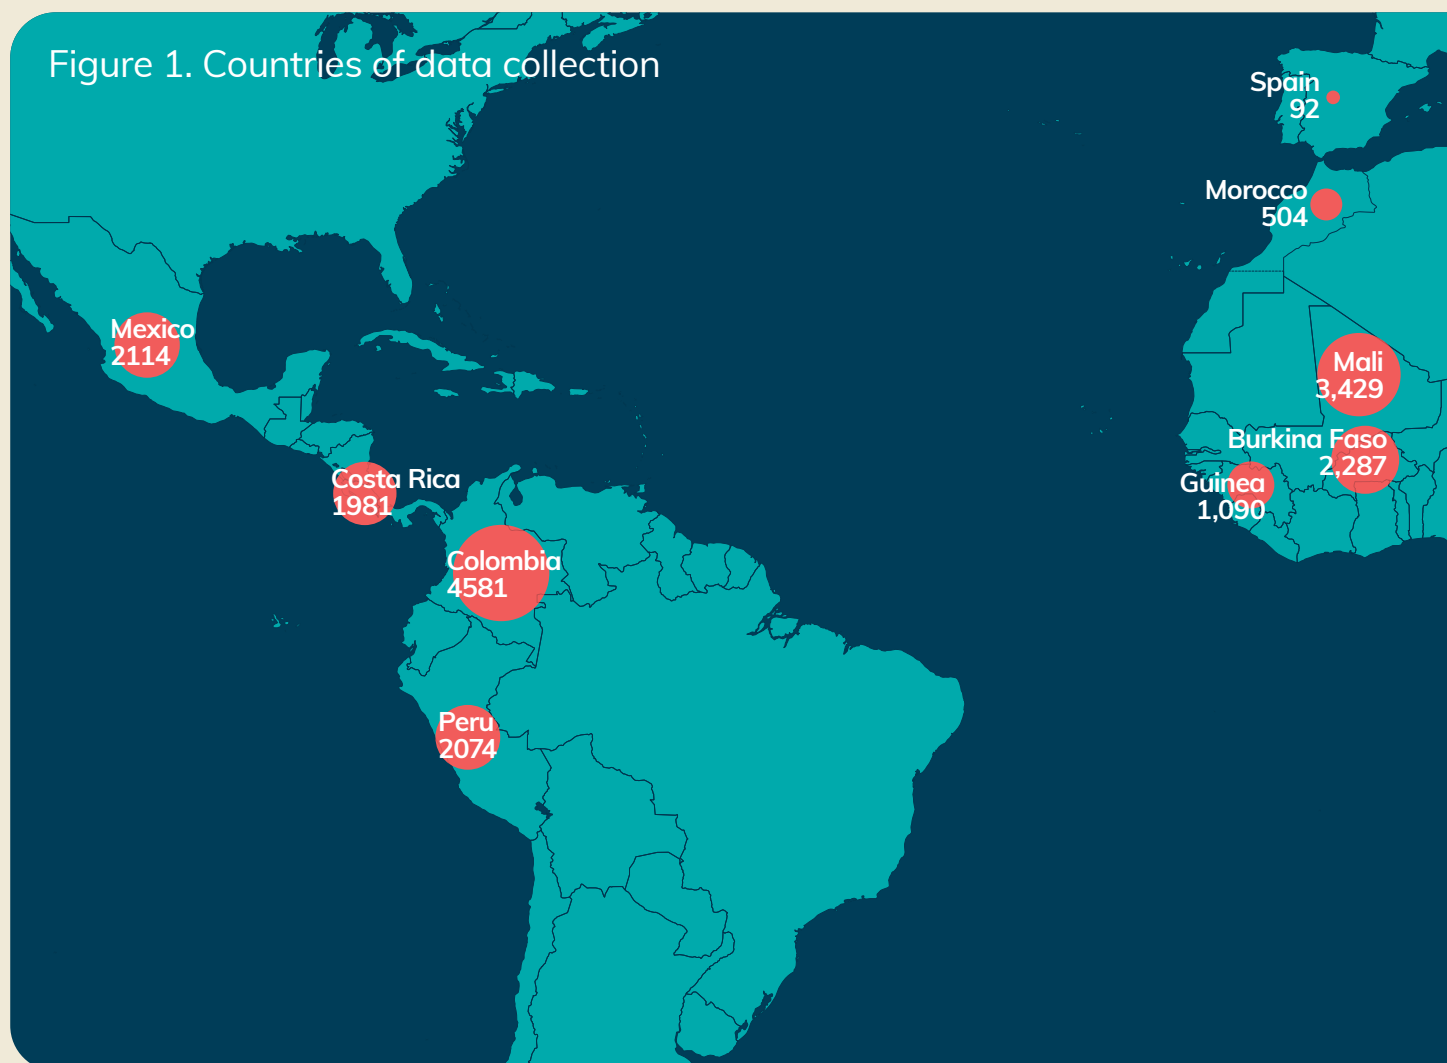 Figure 1. Countries of data collection
Spain
92
Morocco
504
Mexico
2114
Mali
3,429
Burkina Faso
2,287
Guinea
1,090
Costa Rica
1981
Colombia
4581
Peru
2074